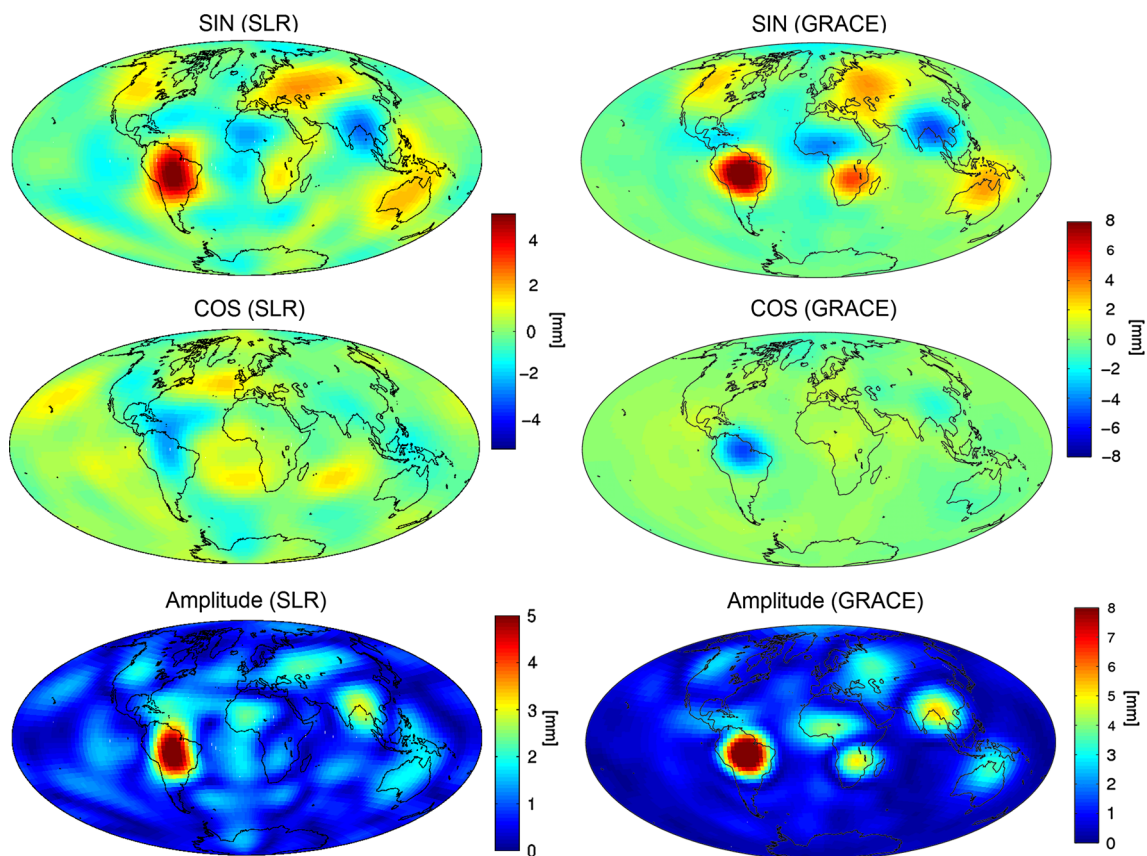 SIN (SLR)
SIN (GRACE)
4
2
0
−2
−4
[mm]
8
6
4
2
0
−2
−4
−6
−8
[mm]
COS (SLR)
COS (GRACE)
Amplitude (SLR)
Amplitude (GRACE)
5
4
3
2
1
0
[mm]
8
7
6
5
4
3
2
1
0
[mm]